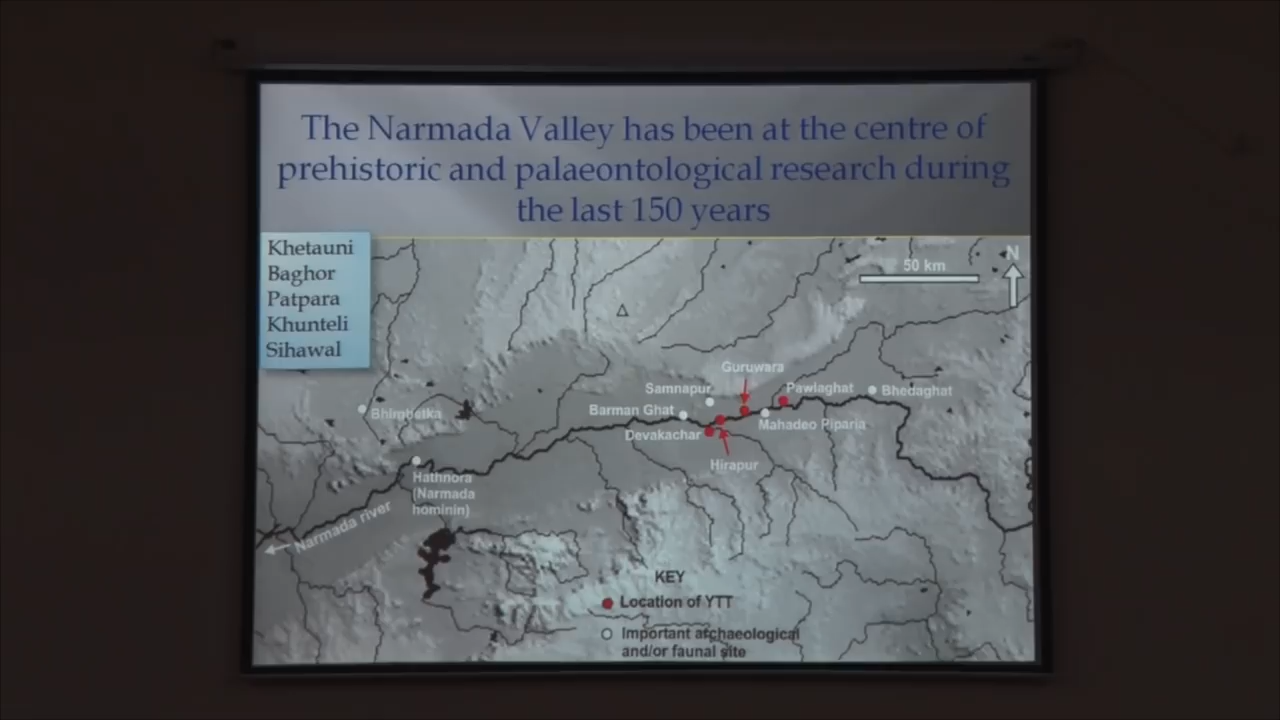 The Narmada Valley has been at the centre of
prehistoric and palaeontological research during
the last 150 years
Khetauni
Baghor
Patpara
Khunteli
Sihawal
N
50 km
Guruwara
Samnapur
Pawlaghat
Bhedaghat
Bhimbetka
Barman Ghat
Mahadeo Piparia
Devakachar
Hirapur
Hathnora
(Narmada
hominin)
Narmada river
KEY
Location of YTT
Important archaeological
and/or faunal site